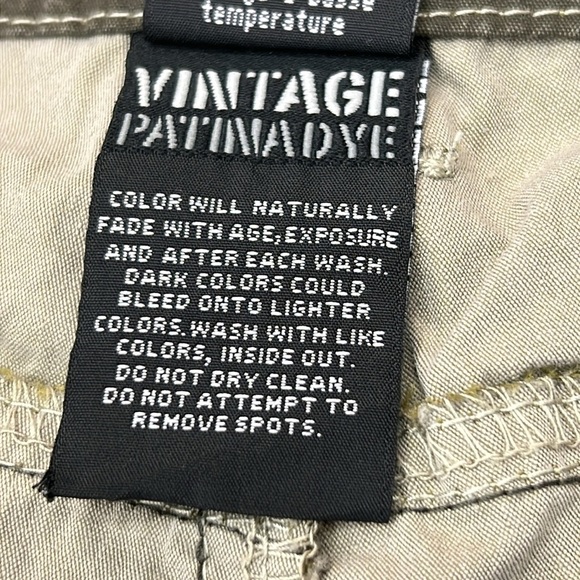 temperature
VINTAGE
PATINADYE
COLOR WILL NATURALLY
FADE WITH AGE, EXPOSURE
AND AFTER EACH WASH.
DARK COLORS COULD
BLEED ONTO LIGHTER
COLORS. WASH WITH LIKE
COLORS, INSIDE OUT.
DO NOT DRY CLEAN.
DO NOT ATTEMPT TO
REMOVE SPOTS.